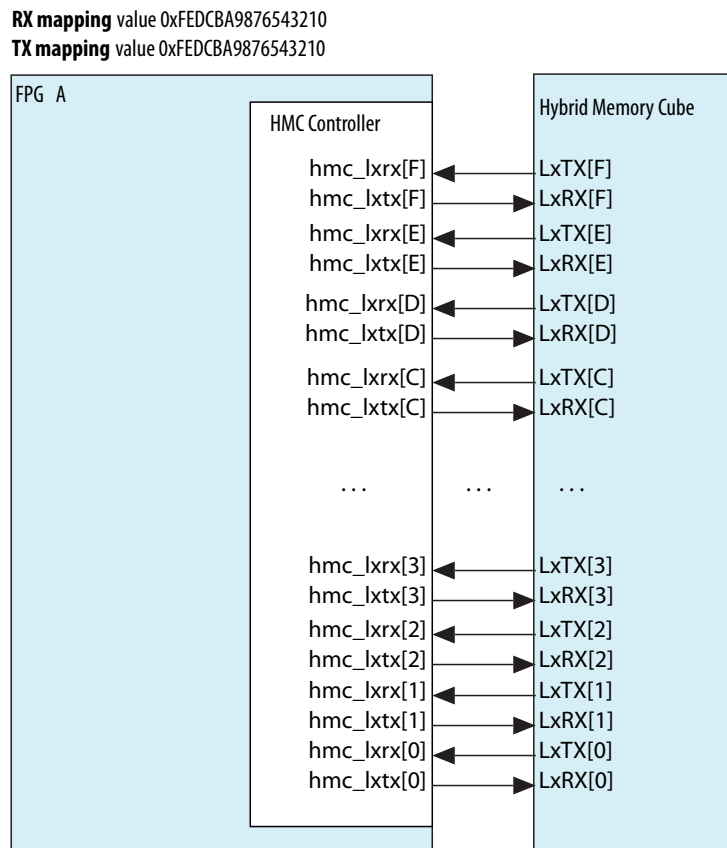 RX mapping value 0xFEDCBA9876543210
TX mapping value 0xFEDCBA9876543210
FPG A
HMC Controller
Hybrid Memory Cube
hmc_lxrx[F] LxTX[F]
hmc_lxtx[F] LxRX[F]
hmc_lxrx[E] LxTX[E]
hmc_lxtx[E] LxRX[E]
hmc_lxrx[D] LxTX[D]
hmc_lxtx[D] LxRX[D]
hmc_lxrx[C] LxTX[C]
hmc_lxtx[C] LxRX[C]
... ... ...
hmc_lxrx[3] LxTX[3]
hmc_lxtx[3] LxRX[3]
hmc_lxrx[2] LxTX[2]
hmc_lxtx[2] LxRX[2]
hmc_lxrx[1] LxTX[1]
hmc_lxtx[1] LxRX[1]
hmc_lxrx[0] LxTX[0]
hmc_lxtx[0] LxRX[0]